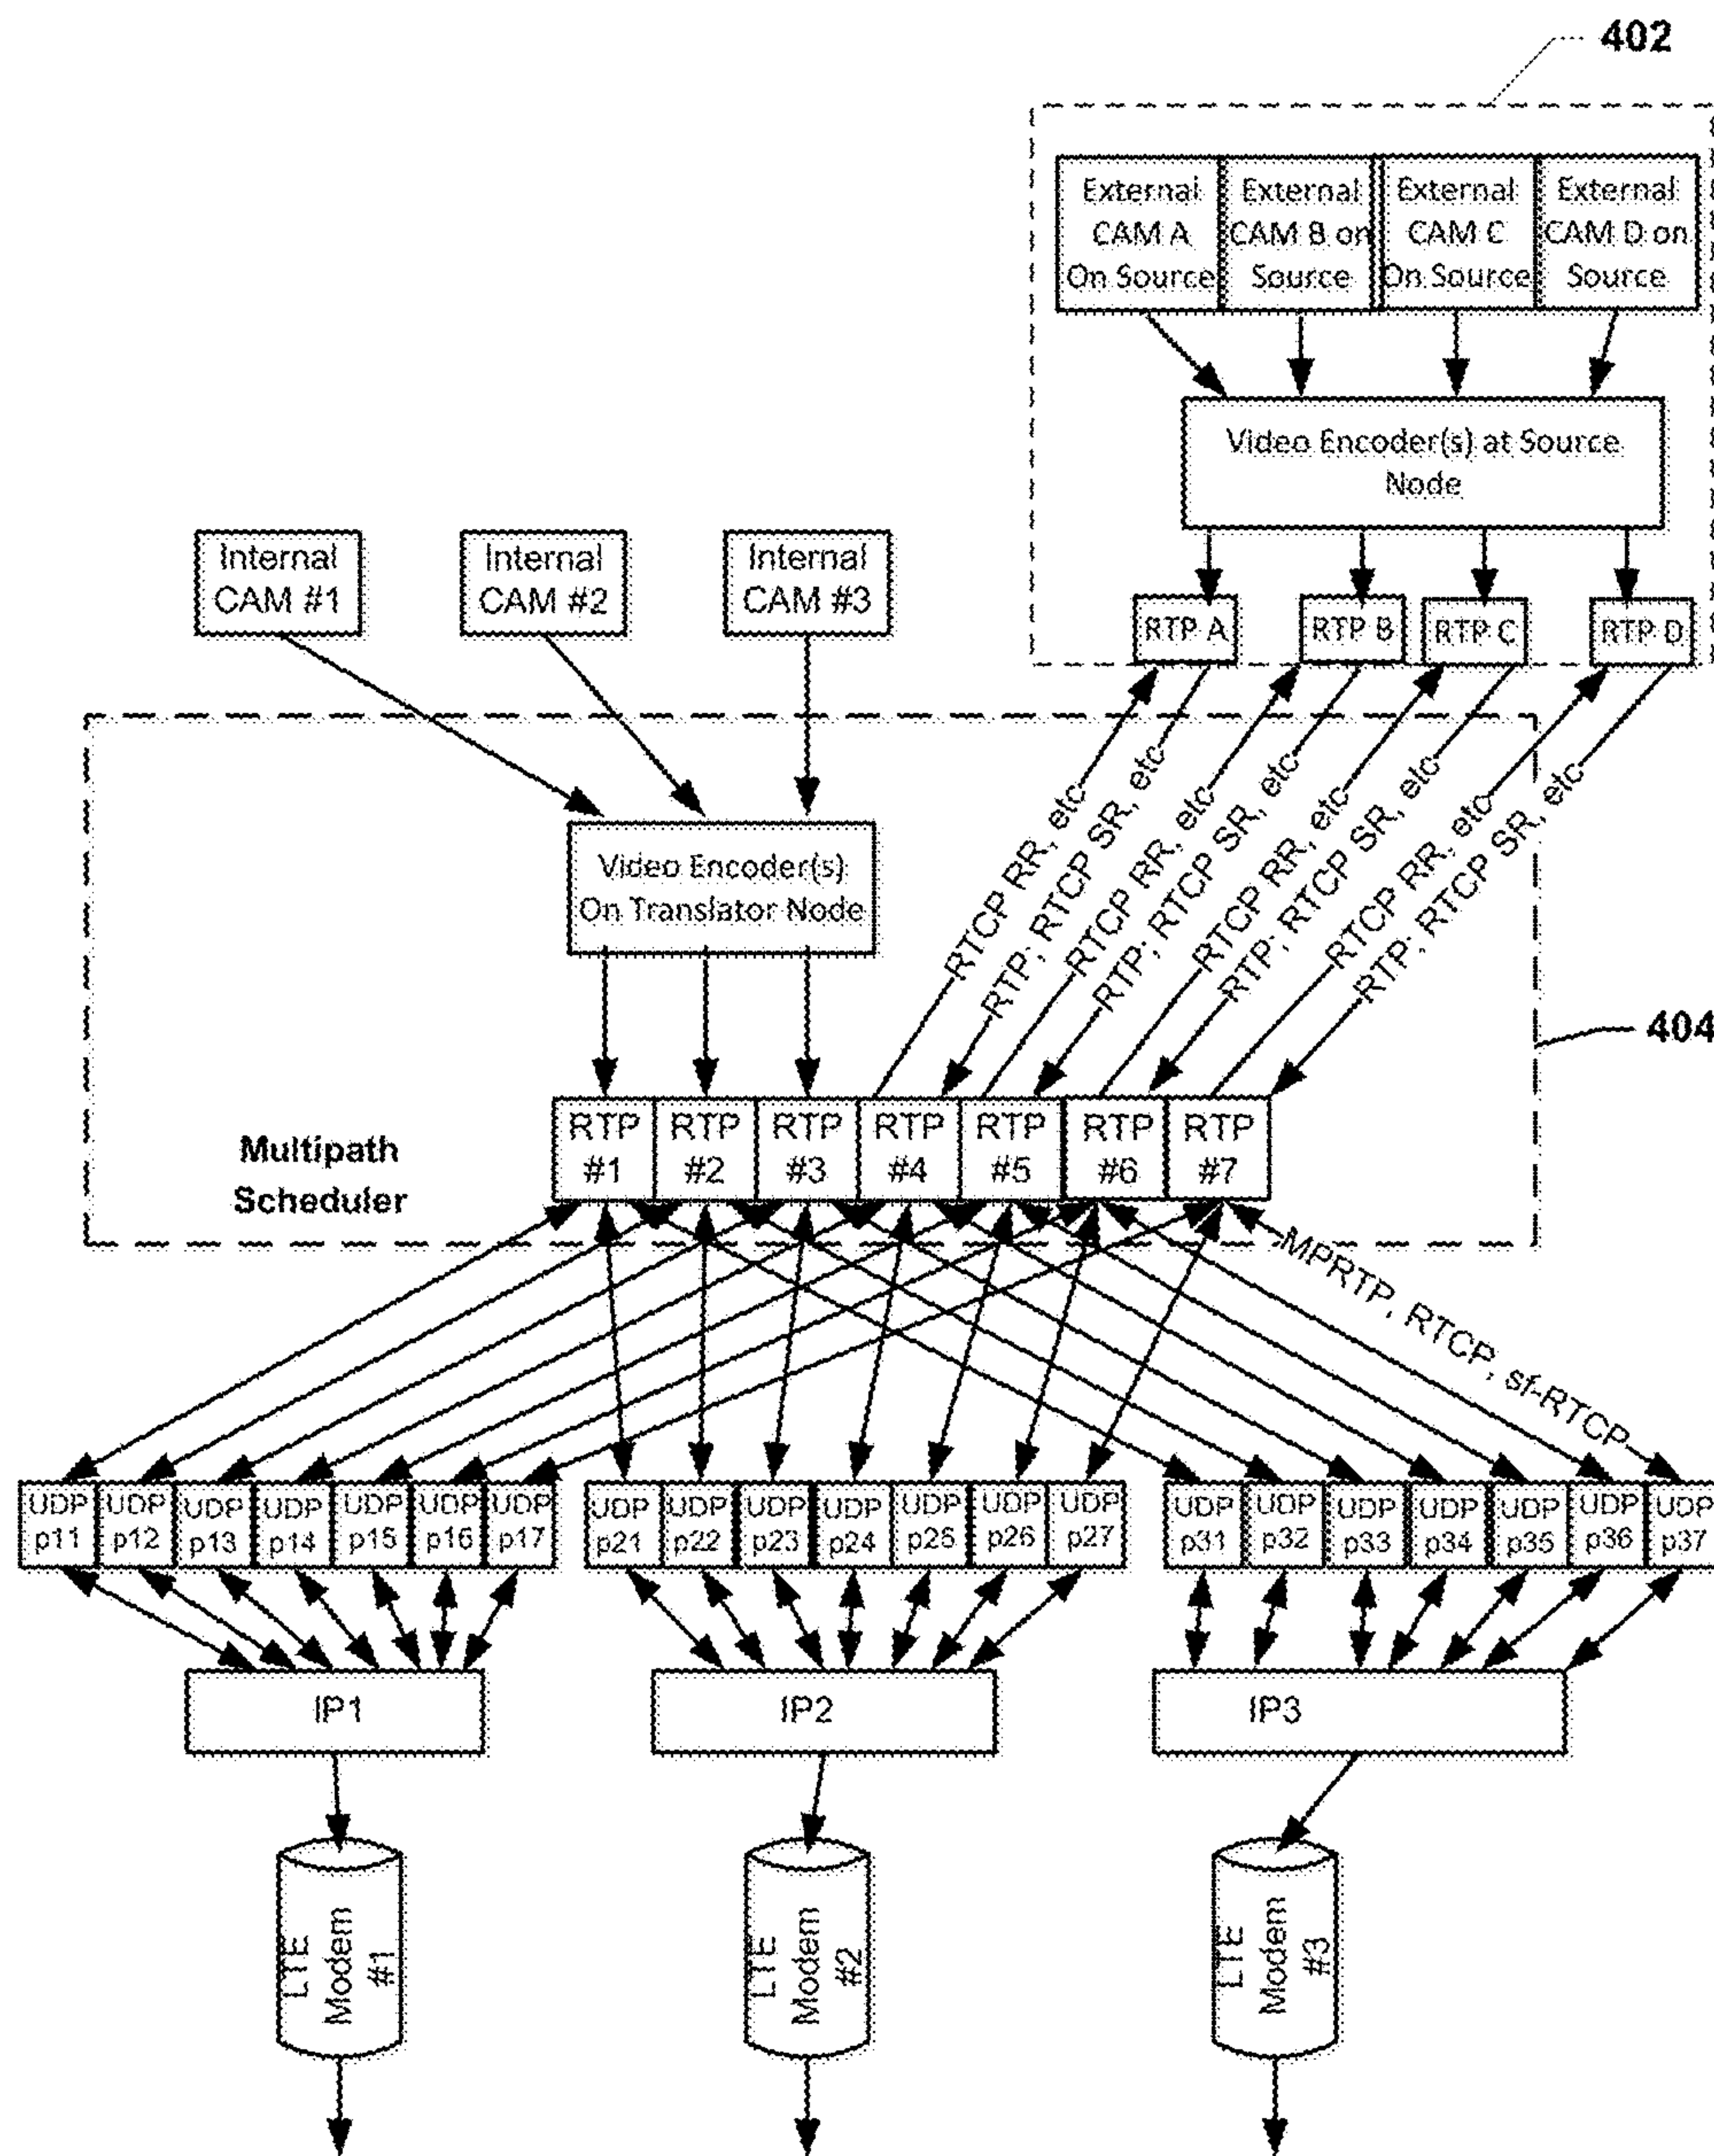 402
External
CAM A
On Source
External
CAM B on
Source
External
CAM C
On Source
External
CAM D on
Source
Video Encoder(s) at Source
Node
Internal
CAM #1
Internal
CAM #2
Internal
CAM #3
RTP A
RTP B
RTP C
RTP D
RTCP RR, etc
RTP; RTCP SR, etc
RTCP RR, etc
RTP; RTCP SR, etc
RTCP RR, etc
RTP; RTCP SR, etc
RTCP RR, etc
RTP; RTCP SR, etc
Video Encoder(s)
On Translator Node
404
Multipath
Scheduler
RTP
#1
RTP
#2
RTP
#3
RTP
#4
RTP
#5
RTP
#6
RTP
#7
MPRTP, RTCP, sf-RTCP
UDP
p11
UDP
p12
UDP
p13
UDP
p14
UDP
p15
UDP
p16
UDP
p17
UDP
p21
UDP
p22
UDP
p23
UDP
p24
UDP
p25
UDP
p26
UDP
p27
UDP
p31
UDP
p32
UDP
p33
UDP
p34
UDP
p35
UDP
p36
UDP
p37
IP1
IP2
IP3
LTE
Modem
#1
LTE
Modem
#2
LTE
Modem
#3